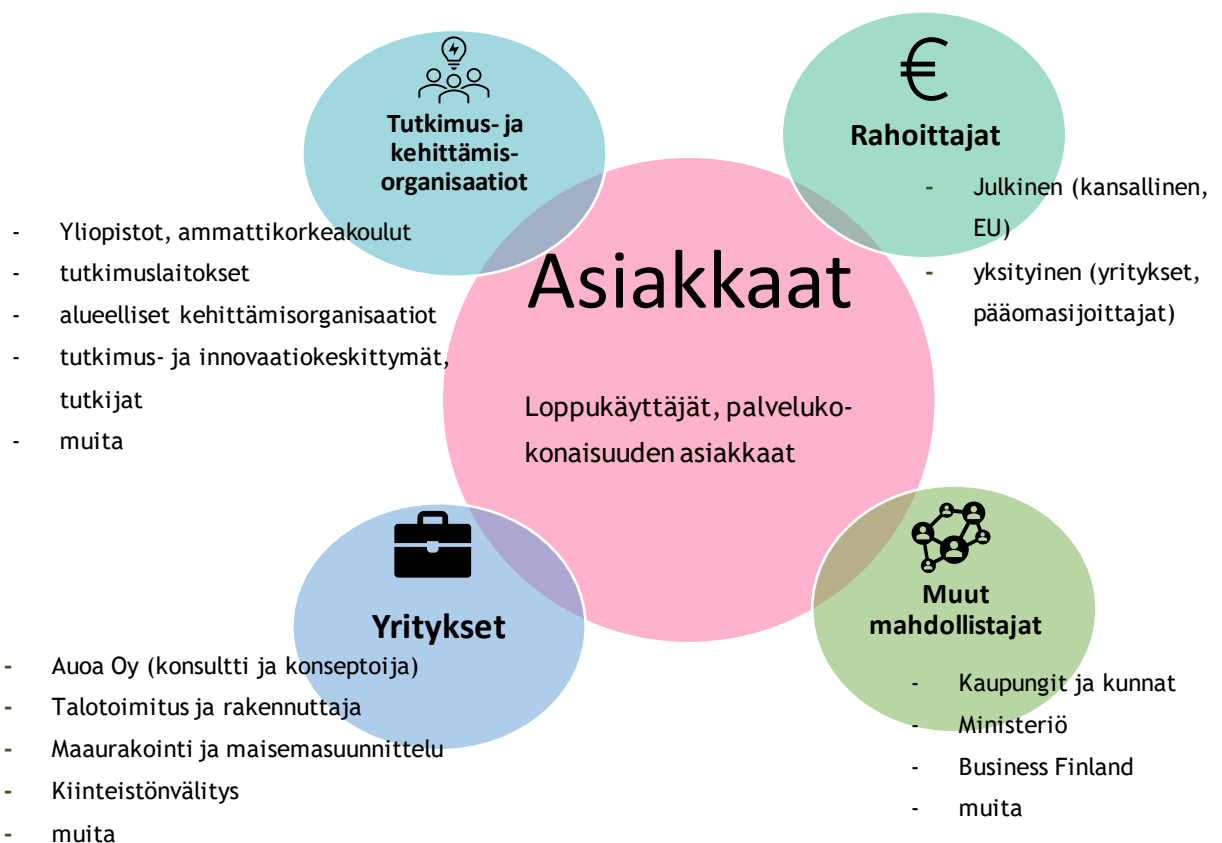 Tutkimus- ja
kehittämis-
organisaatiot
- Yliopistot, ammattikorkeakoulut
- tutkimuslaitokset
- alueelliset kehittämisorganisaatiot
- tutkimus- ja innovaatiokeskittymät,
tutkijat
- muita
€
Rahoittajat
- Julkinen (kansallinen,
EU)
- yksityinen (yritykset,
pääomasijoittajat)
Asiakkaat
Loppukäyttäjät, palveluko-
konaisuuden asiakkaat
Yritykset
- Auoa Oy (konsultti ja konseptoija)
- Talotoimitus ja rakennuttaja
- Maaurakointi ja maisemasuunnittelu
- Kiinteistönvälitys
- muita
Muut
mahdollistajat
- Kaupungit ja kunnat
- Ministeriö
- Business Finland
- muita